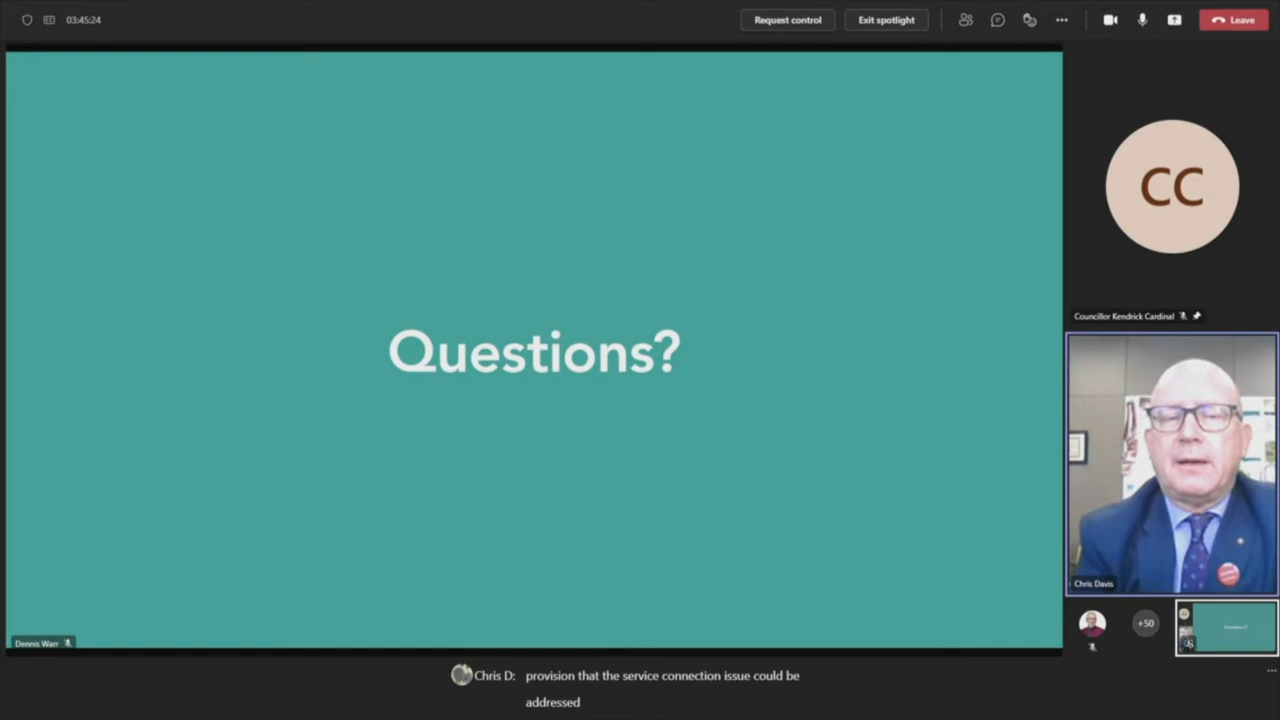 03:45:24
Request control
Exit spotlight
Leave
Questions?
CC
Councillor Kendrick Cardinal
Chris Davis
+50
Dennis Warr
Chris D: provision that the service connection issue could be
addressed